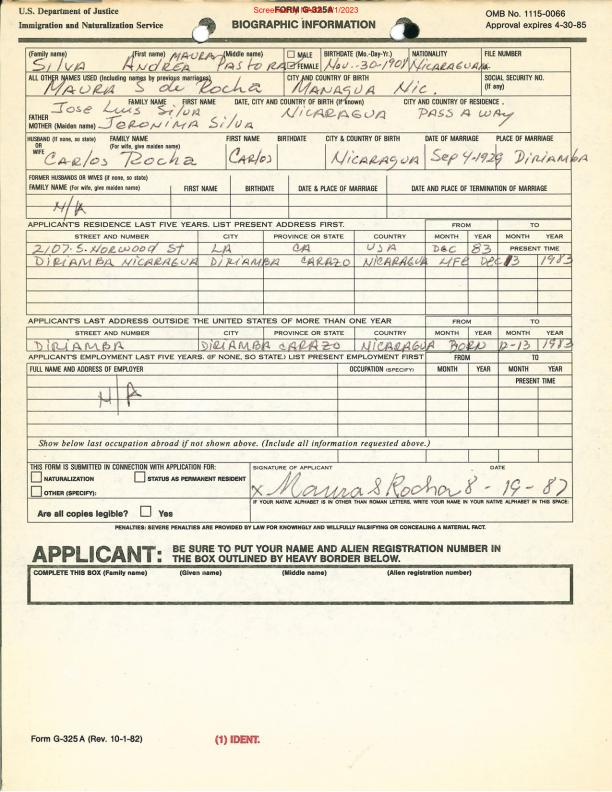 U.S. Department of Justice
Immigration and Naturalization Service
FORM G-325A
BIOGRAPHIC INFORMATION
OMB No. 1115-0066
Approval expires 4-30-85
(Family name) (First name) (Middle name) MALE FEMALE BIRTHDATE (Mo.-Day-Yr.) NATIONALITY FILE NUMBER
SILVA ANDREA MAURA PASTORA Nov.-30-1908 NICARAGUAN
ALL OTHER NAMES USED (Including names by previous marriages) CITY AND COUNTRY OF BIRTH SOCIAL SECURITY NO. (If any)
MAURA S de Rocha MANAGUA NIC.
FAMILY NAME FIRST NAME DATE, CITY AND COUNTRY OF BIRTH (If known) CITY AND COUNTRY OF RESIDENCE
FATHER Jose Luis Silva NICARAGUA PASS A WAY
MOTHER (Maiden name) JERONIMA SILVA
HUSBAND (If none, so state) OR WIFE FAMILY NAME (For wife, give maiden name) FIRST NAME BIRTHDATE CITY & COUNTRY OF BIRTH DATE OF MARRIAGE PLACE OF MARRIAGE
CARLOS Rocha CARLOS NICARAGUA Sep 4-1929 DIRIAMBA
FORMER HUSBANDS OR WIVES (if none, so state)
FAMILY NAME (For wife, give maiden name) FIRST NAME BIRTHDATE DATE & PLACE OF MARRIAGE DATE AND PLACE OF TERMINATION OF MARRIAGE
N/A
APPLICANT'S RESIDENCE LAST FIVE YEARS. LIST PRESENT ADDRESS FIRST. FROM TO
STREET AND NUMBER CITY PROVINCE OR STATE COUNTRY MONTH YEAR MONTH YEAR
2107 S. NORWOOD St LA CA USA DEC 83 PRESENT TIME
DIRIAMBA NICARAGUA DIRIAMBA CARAZO NICARAGUA LIFE DEC 13 1983
APPLICANT'S LAST ADDRESS OUTSIDE THE UNITED STATES OF MORE THAN ONE YEAR FROM TO
STREET AND NUMBER CITY PROVINCE OR STATE COUNTRY MONTH YEAR MONTH YEAR
DIRIAMBA DIRIAMBA CARAZO NICARAGUA BORN 12-13 1983
APPLICANT'S EMPLOYMENT LAST FIVE YEARS. (IF NONE, SO STATE.) LIST PRESENT EMPLOYMENT FIRST FROM TO
FULL NAME AND ADDRESS OF EMPLOYER OCCUPATION (SPECIFY) MONTH YEAR MONTH YEAR
PRESENT TIME
N/A
Show below last occupation abroad if not shown above. (Include all information requested above.)
THIS FORM IS SUBMITTED IN CONNECTION WITH APPLICATION FOR: SIGNATURE OF APPLICANT DATE
NATURALIZATION STATUS AS PERMANENT RESIDENT
OTHER (SPECIFY):
x Maura S Rocha 8-19-87
IF YOUR NATIVE ALPHABET IS IN OTHER THAN ROMAN LETTERS, WRITE YOUR NAME IN YOUR NATIVE ALPHABET IN THIS SPACE:
Are all copies legible? Yes
PENALTIES: SEVERE PENALTIES ARE PROVIDED BY LAW FOR KNOWINGLY AND WILLFULLY FALSIFYING OR CONCEALING A MATERIAL FACT.
APPLICANT: BE SURE TO PUT YOUR NAME AND ALIEN REGISTRATION NUMBER IN THE BOX OUTLINED BY HEAVY BORDER BELOW.
COMPLETE THIS BOX (Family name) (Given name) (Middle name) (Alien registration number)
Form G-325 A (Rev. 10-1-82)
(1) IDENT.